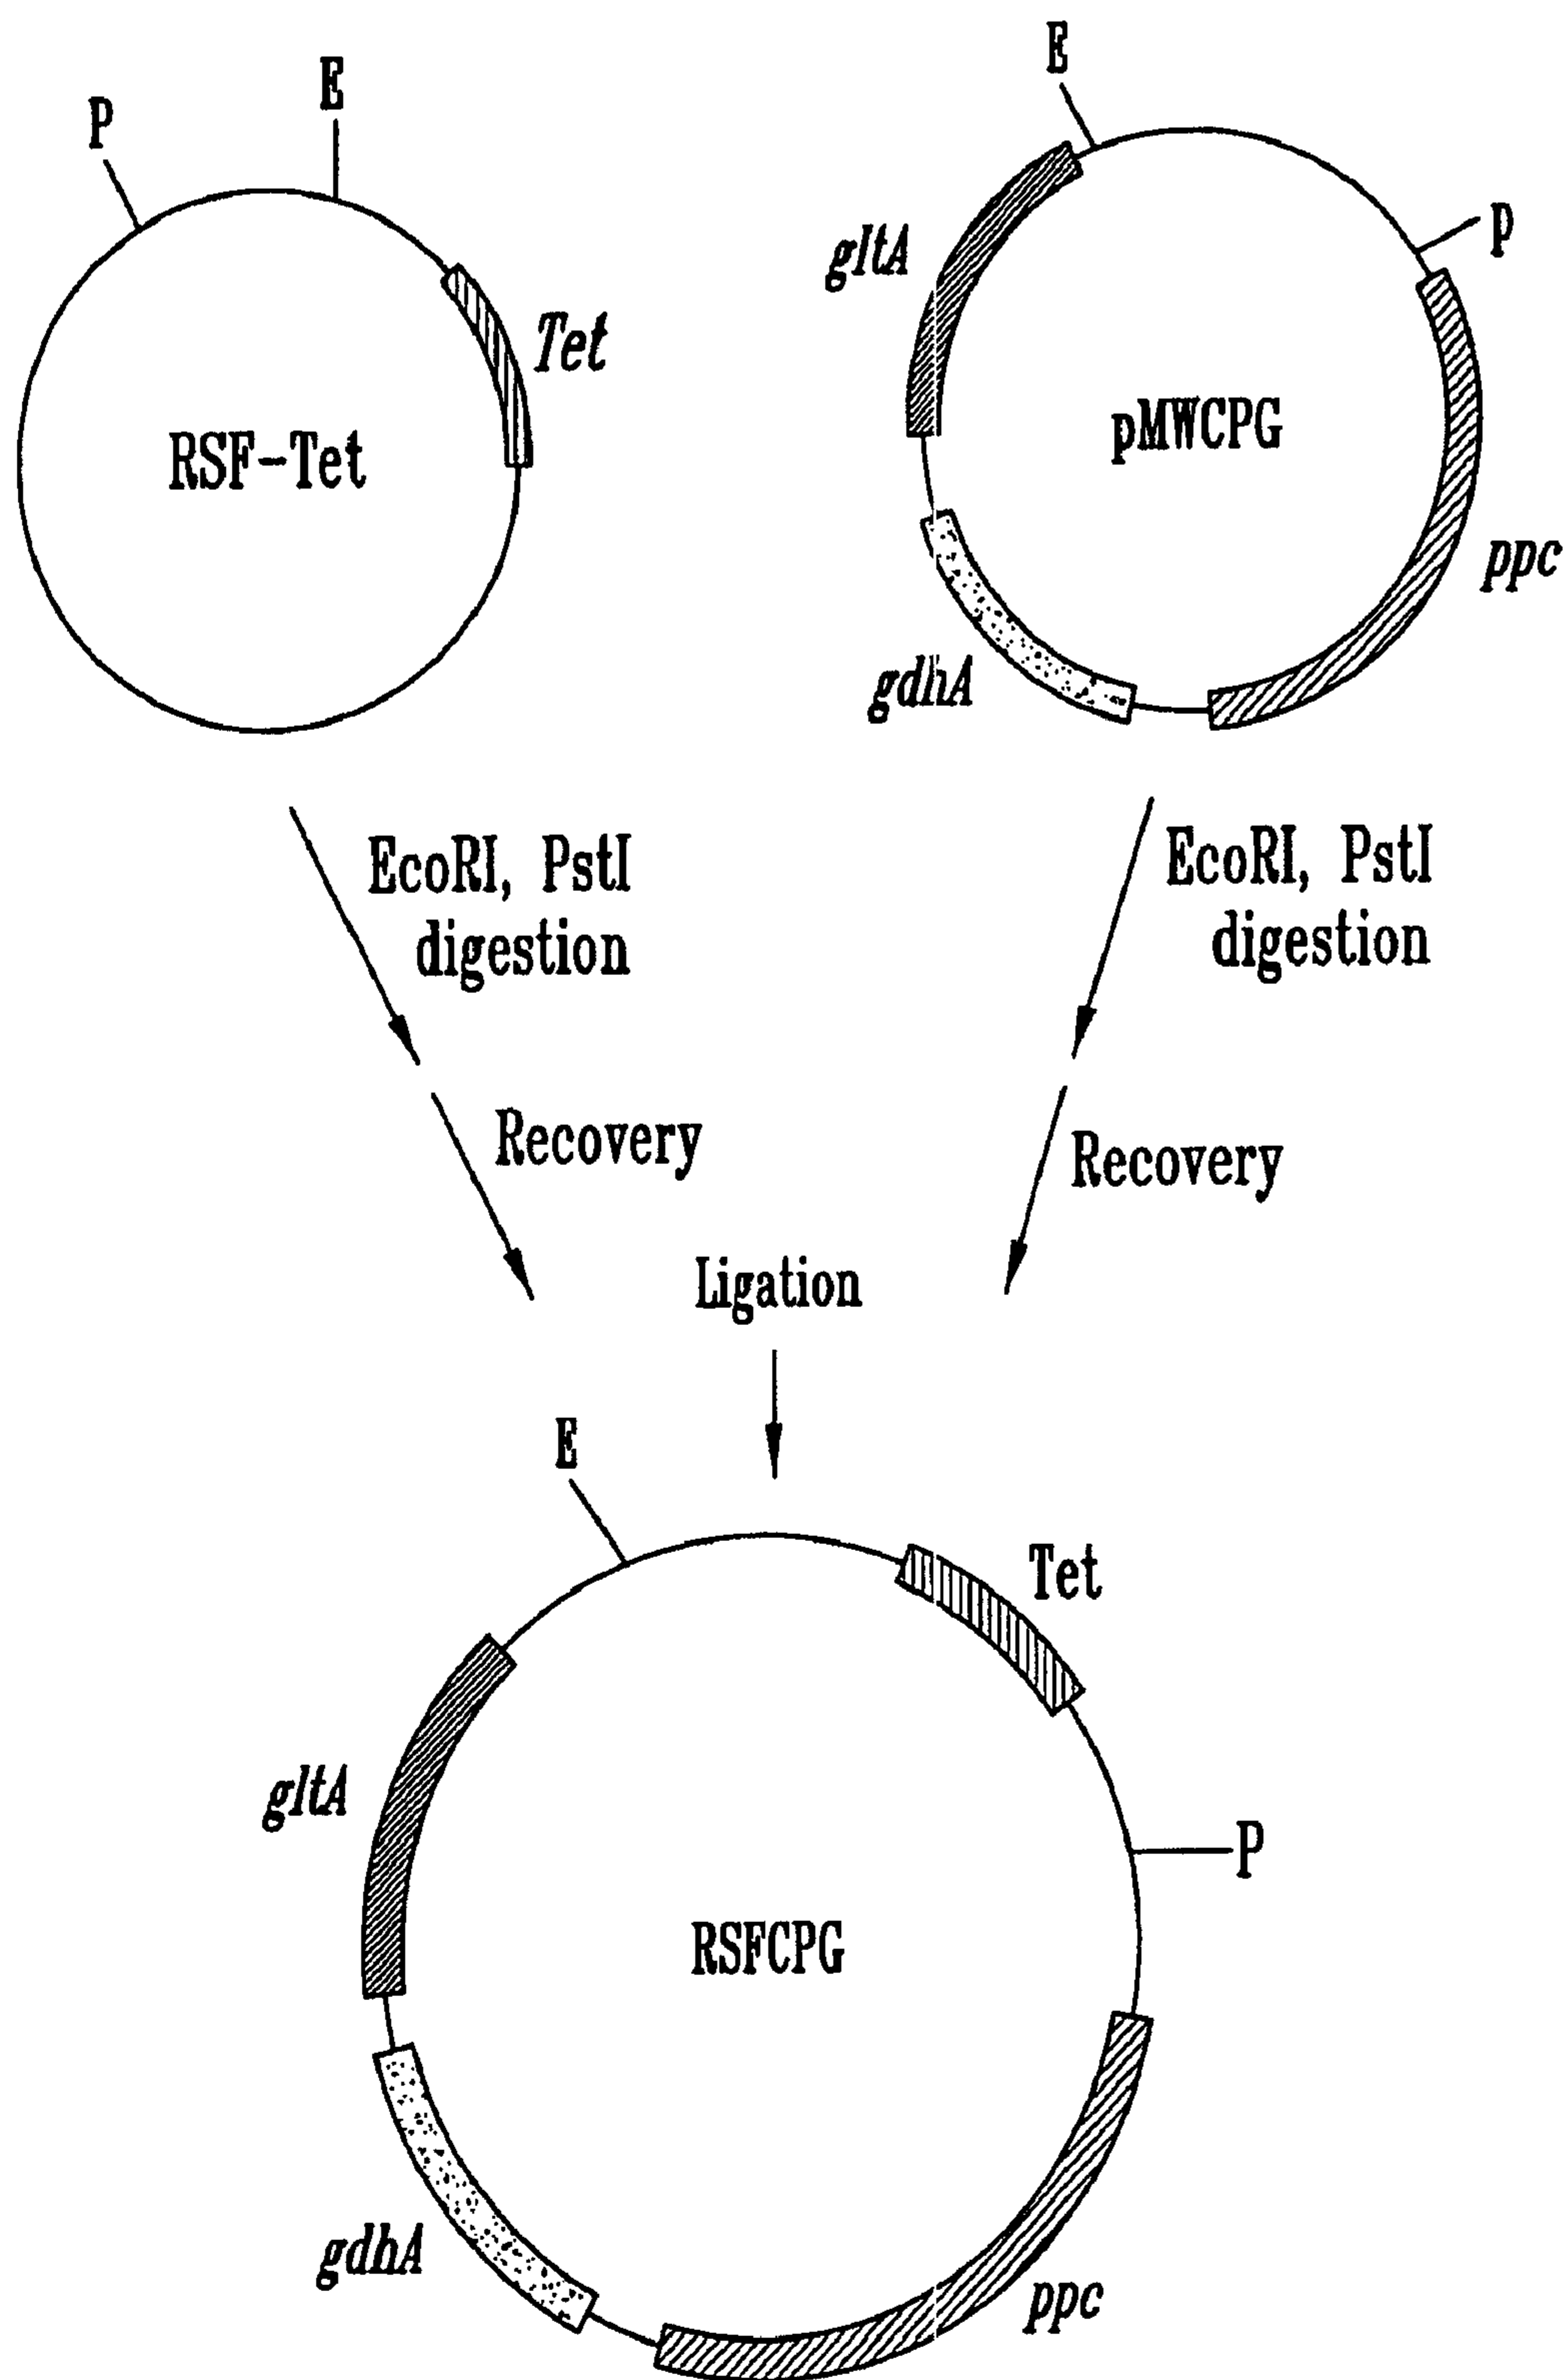 P
E
Tet
RSF-Tet
E
P
gltA
pMWCPG
ppc
gdhA
EcoRI, PstI
digestion
EcoRI, PstI
digestion
Recovery
Recovery
Ligation
E
Tet
gltA
P
RSFCPG
gdhA
ppc